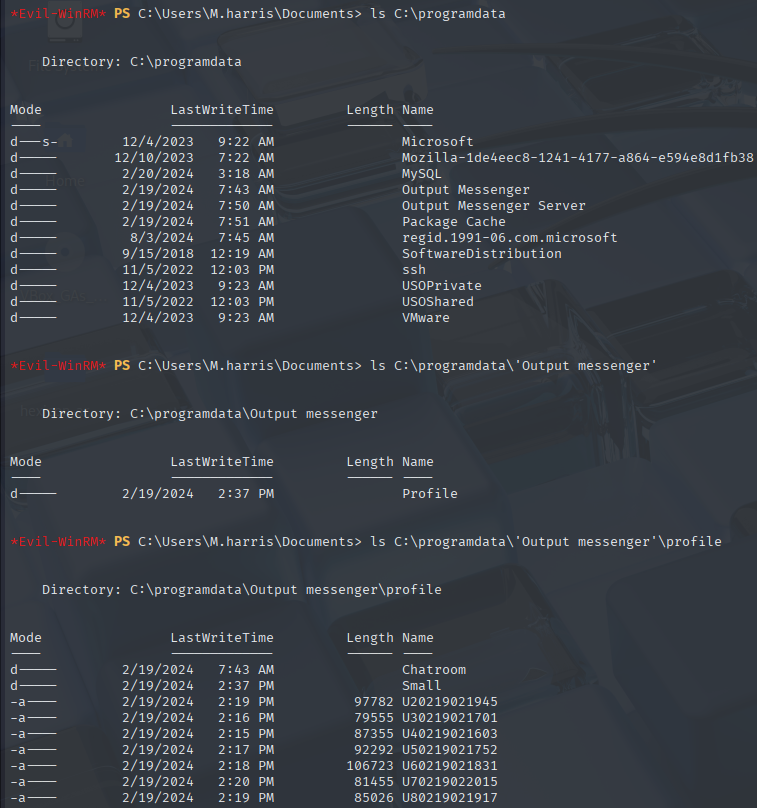 *Evil-WinRM* PS C:\Users\M.harris\Documents> ls C:\programdata
Directory: C:\programdata
Mode LastWriteTime Length Name
---- ------------- ------ ----
d---s- 12/4/2023 9:22 AM Microsoft
d----- 12/10/2023 7:22 AM Mozilla-1de4eec8-1241-4177-a864-e594e8d1fb38
d----- 2/20/2024 3:18 AM MySQL
d----- 2/19/2024 7:43 AM Output Messenger
d----- 2/19/2024 7:50 AM Output Messenger Server
d----- 2/19/2024 7:51 AM Package Cache
d----- 8/3/2024 7:45 AM regid.1991-06.com.microsoft
d----- 9/15/2018 12:19 AM SoftwareDistribution
d----- 11/5/2022 12:03 PM ssh
d----- 12/4/2023 9:23 AM USOPrivate
d----- 11/5/2022 12:03 PM USOShared
d----- 12/4/2023 9:23 AM VMware
*Evil-WinRM* PS C:\Users\M.harris\Documents> ls C:\programdata\'Output messenger'
Directory: C:\programdata\Output messenger
Mode LastWriteTime Length Name
---- ------------- ------ ----
d----- 2/19/2024 2:37 PM Profile
*Evil-WinRM* PS C:\Users\M.harris\Documents> ls C:\programdata\'Output messenger'\profile
Directory: C:\programdata\Output messenger\profile
Mode LastWriteTime Length Name
---- ------------- ------ ----
d----- 2/19/2024 7:43 AM Chatroom
d----- 2/19/2024 2:37 PM Small
-a---- 2/19/2024 2:19 PM 97782 U20219021945
-a---- 2/19/2024 2:16 PM 79555 U30219021701
-a---- 2/19/2024 2:15 PM 87355 U40219021603
-a---- 2/19/2024 2:17 PM 92292 U50219021752
-a---- 2/19/2024 2:18 PM 106723 U60219021831
-a---- 2/19/2024 2:20 PM 81455 U70219022015
-a---- 2/19/2024 2:19 PM 85026 U80219021917